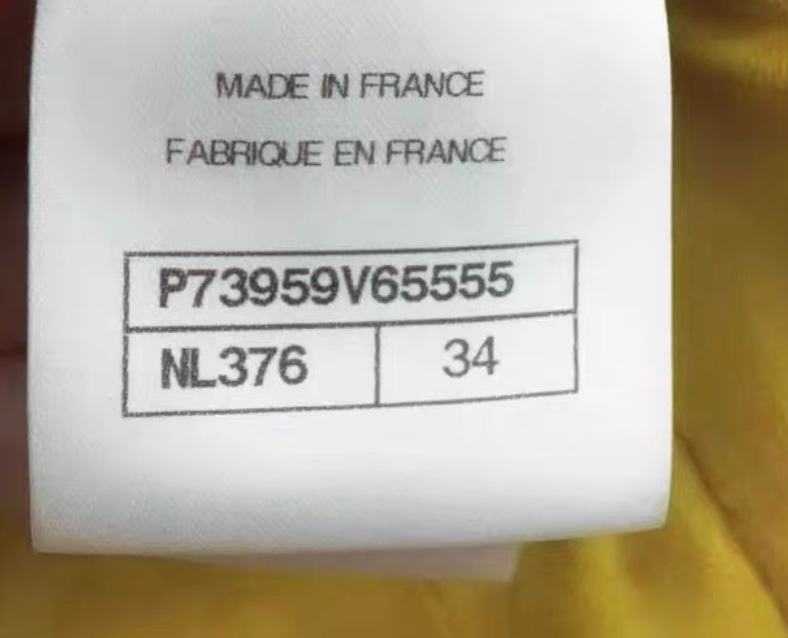 MADE IN FRANCE
FABRIQUE EN FRANCE
P73959V65555
NL376 34